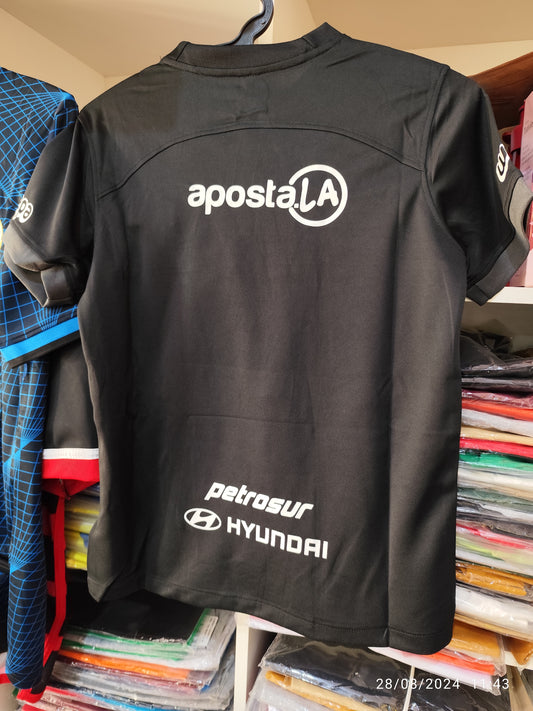 aposta.LA
petrosur
HYUNDAI
28/08/2024 11:43